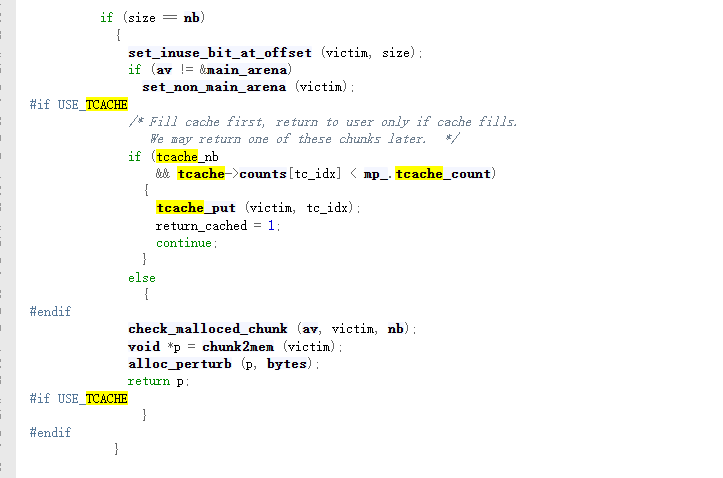 if (size == nb)
{
set_inuse_bit_at_offset (victim, size);
if (av != &main_arena)
set_non_main_arena (victim);
#if USE_TCACHE
/* Fill cache first, return to user only if cache fills.
We may return one of these chunks later.  */
if (tcache_nb
&& tcache->counts[tc_idx] < mp_.tcache_count)
{
tcache_put (victim, tc_idx);
return_cached = 1;
continue;
}
else
{
#endif
check_malloced_chunk (av, victim, nb);
void *p = chunk2mem (victim);
alloc_perturb (p, bytes);
return p;
#if USE_TCACHE
}
#endif
}